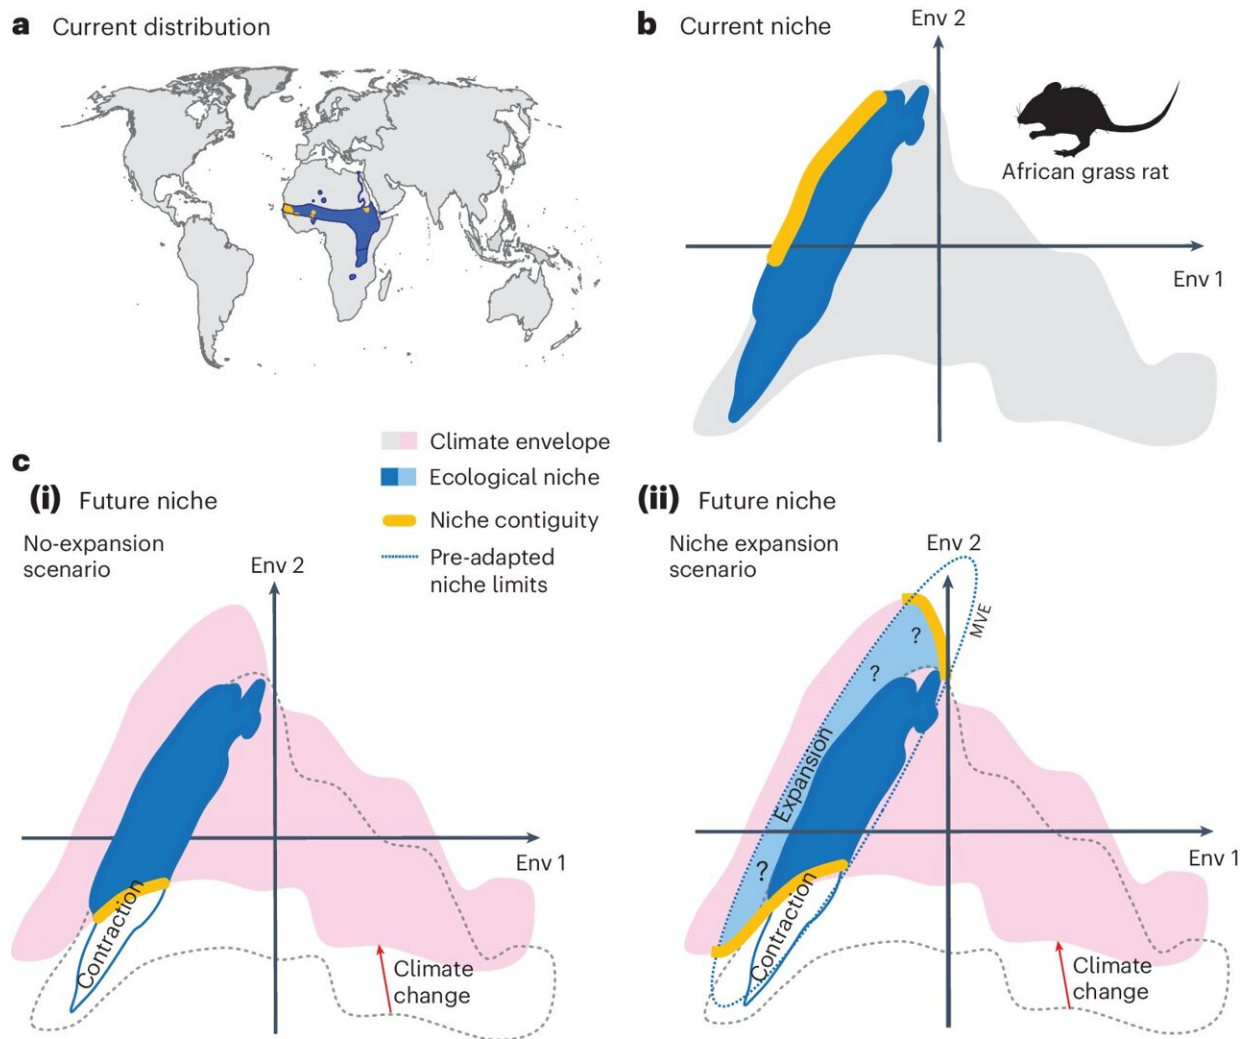 a Current distribution
b Current niche
Env 2
African grass rat
Env 1
Climate envelope
Ecological niche
Niche contiguity
Pre-adapted
niche limits
c
(i) Future niche
No-expansion
scenario
Env 2
Env 1
Contraction
Climate
change
(ii) Future niche
Niche expansion
scenario
Env 2
MVE
?
?
Expansion
?
Env 1
Contraction
Climate
change